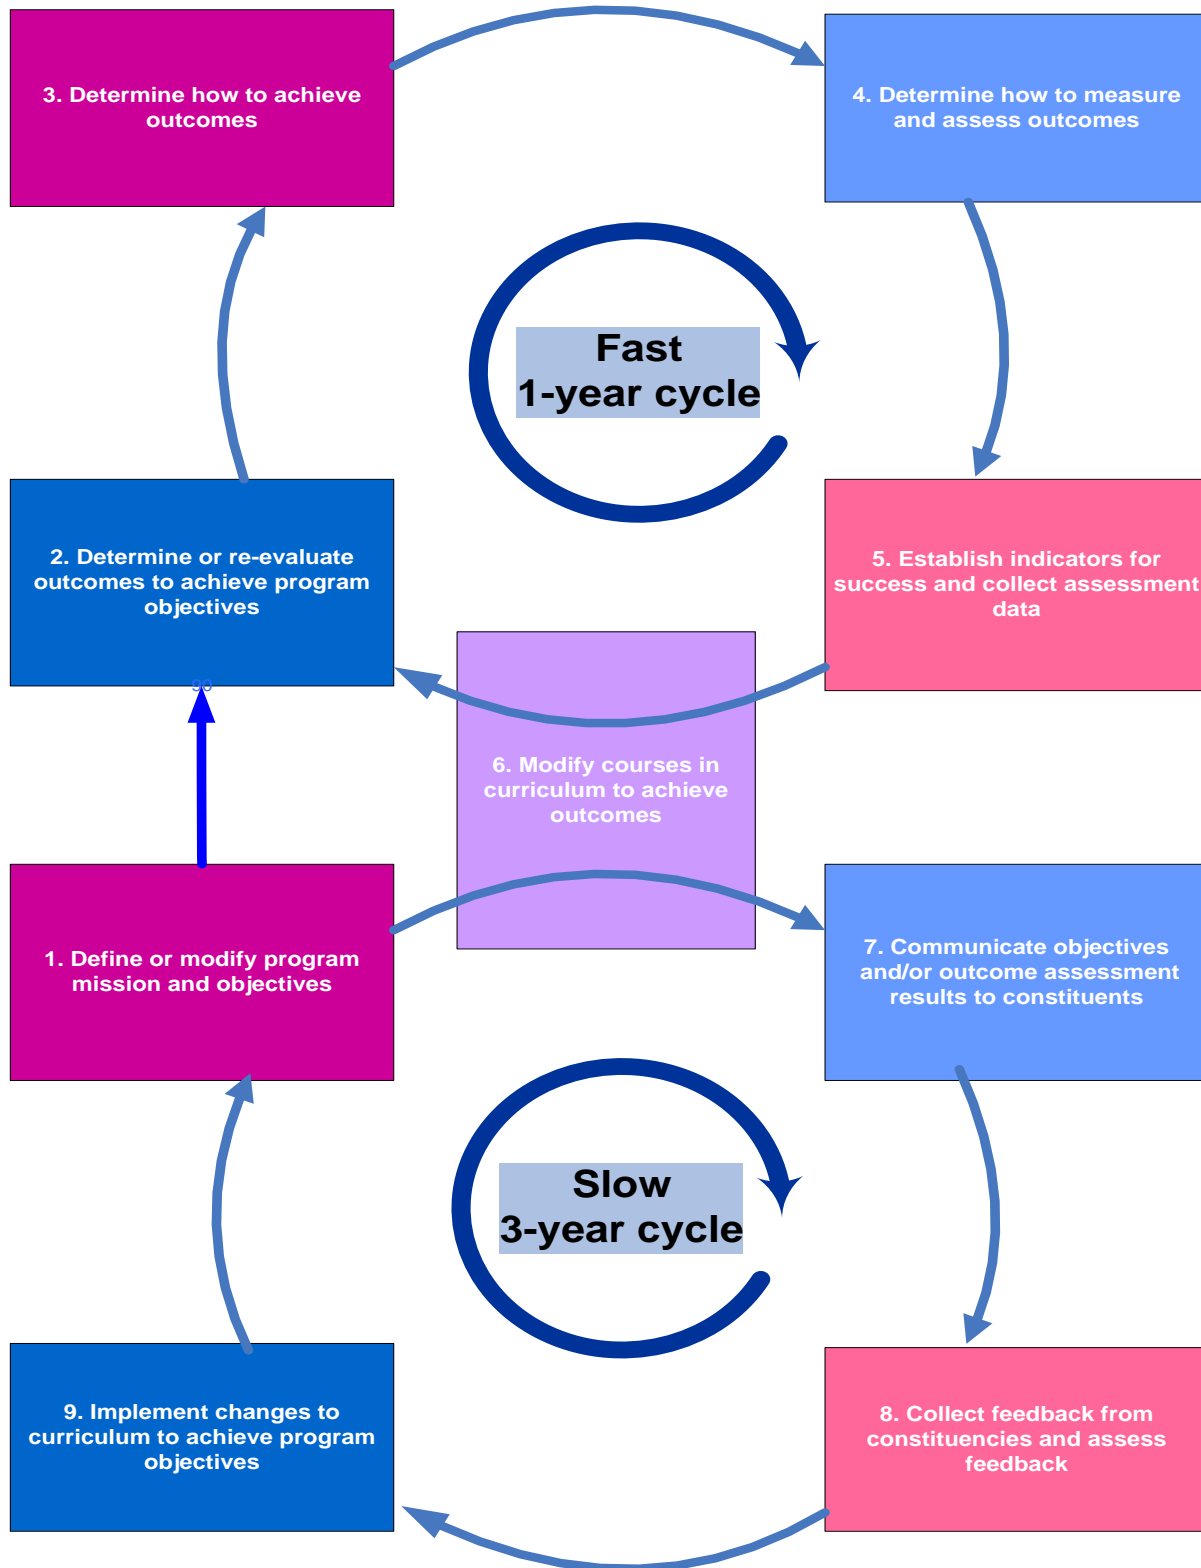 3. Determine how to achieve
outcomes
4. Determine how to measure
and assess outcomes
Fast
1-year cycle
2. Determine or re-evaluate
outcomes to achieve program
objectives
5. Establish indicators for
success and collect assessment
data
90
6. Modify courses in
curriculum to achieve
outcomes
1. Define or modify program
mission and objectives
7. Communicate objectives
and/or outcome assessment
results to constituents
Slow
3-year cycle
9. Implement changes to
curriculum to achieve program
objectives
8. Collect feedback from
constituencies and assess
feedback